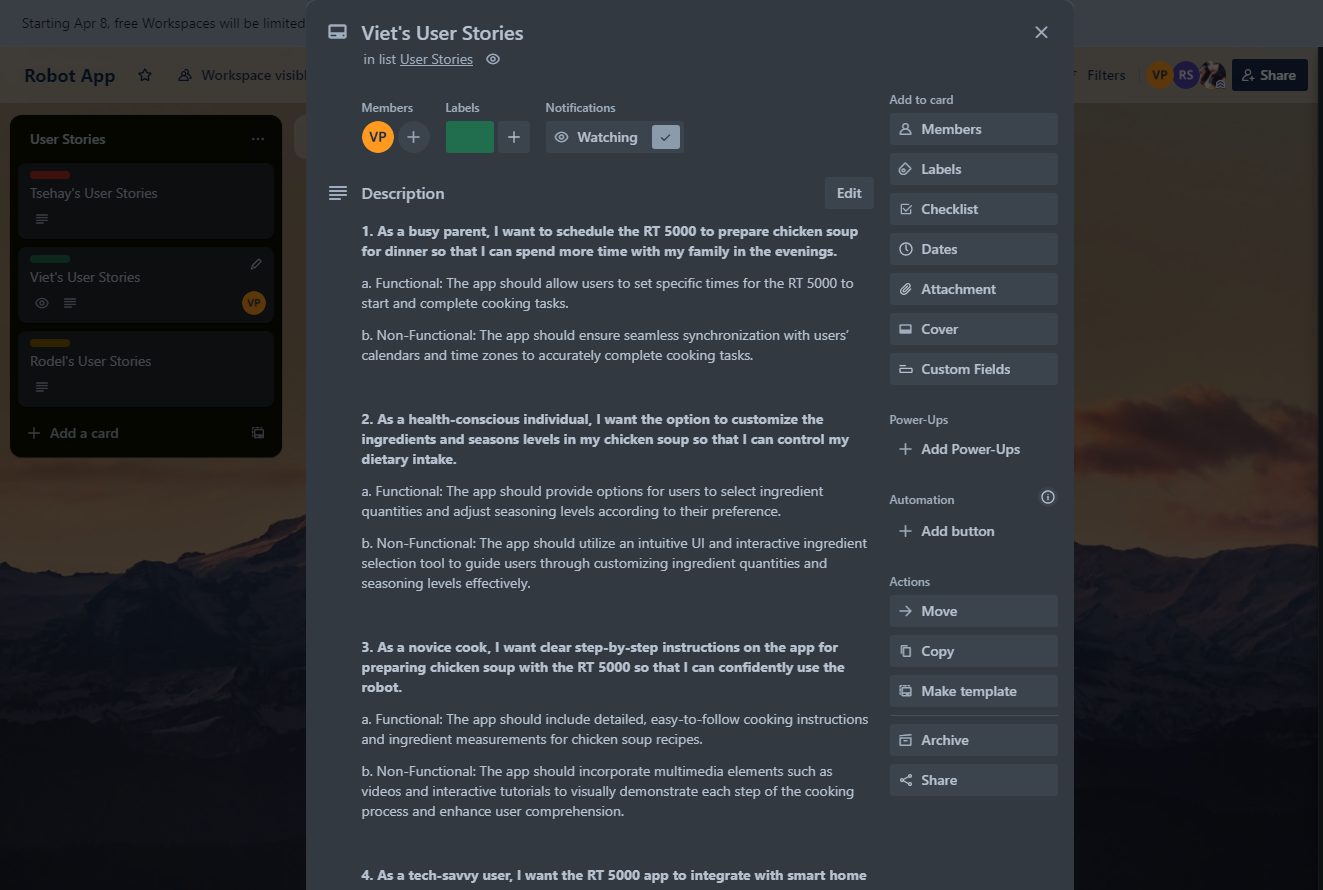 Starting Apr 8, free Workspaces will be limited
Robot App
Workspace visibl
Filters
VP
RS
Share
User Stories
Tsehay's User Stories
Viet's User Stories
VP
Rodel's User Stories
Add a card
Viet's User Stories
in list User Stories
Members
Labels
Notifications
VP
Watching
Description
Edit
1. As a busy parent, I want to schedule the RT 5000 to prepare chicken soup
for dinner so that I can spend more time with my family in the evenings.
a. Functional: The app should allow users to set specific times for the RT 5000 to
start and complete cooking tasks.
b. Non-Functional: The app should ensure seamless synchronization with users’
calendars and time zones to accurately complete cooking tasks.
2. As a health-conscious individual, I want the option to customize the
ingredients and seasons levels in my chicken soup so that I can control my
dietary intake.
a. Functional: The app should provide options for users to select ingredient
quantities and adjust seasoning levels according to their preference.
b. Non-Functional: The app should utilize an intuitive UI and interactive ingredient
selection tool to guide users through customizing ingredient quantities and
seasoning levels effectively.
3. As a novice cook, I want clear step-by-step instructions on the app for
preparing chicken soup with the RT 5000 so that I can confidently use the
robot.
a. Functional: The app should include detailed, easy-to-follow cooking instructions
and ingredient measurements for chicken soup recipes.
b. Non-Functional: The app should incorporate multimedia elements such as
videos and interactive tutorials to visually demonstrate each step of the cooking
process and enhance user comprehension.
4. As a tech-savvy user, I want the RT 5000 app to integrate with smart home
Add to card
Members
Labels
Checklist
Dates
Attachment
Cover
Custom Fields
Power-Ups
Add Power-Ups
Automation
Add button
Actions
Move
Copy
Make template
Archive
Share